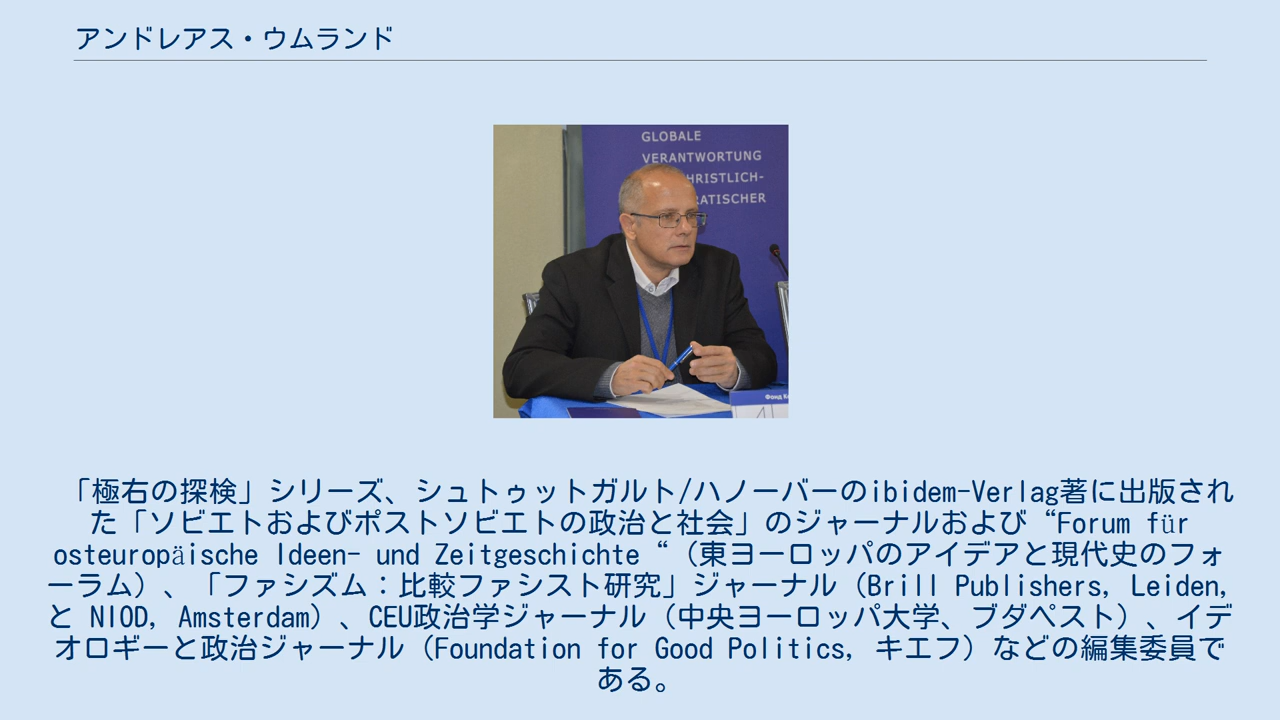 アンドレアス・ウムランド
GLOBALE
VERANTWORTUNG
HRISTLICH-
ATISCHER
Фонд К
「極右の探検」シリーズ、シュトゥットガルト/ハノーバーのibidem-Verlag著に出版され
た「ソビエトおよびポストソビエトの政治と社会」のジャーナルおよび “Forum für
osteuropäische Ideen- und Zeitgeschichte “（東ヨーロッパのアイデアと現代史のフォ
ーラム）、「ファシズム：比較ファシスト研究」ジャーナル（Brill Publishers, Leiden,
と NIOD, Amsterdam）、CEU政治学ジャーナル（中央ヨーロッパ大学、ブダペスト）、イデ
オロギーと政治ジャーナル（Foundation for Good Politics, キエフ）などの編集委員で
ある。